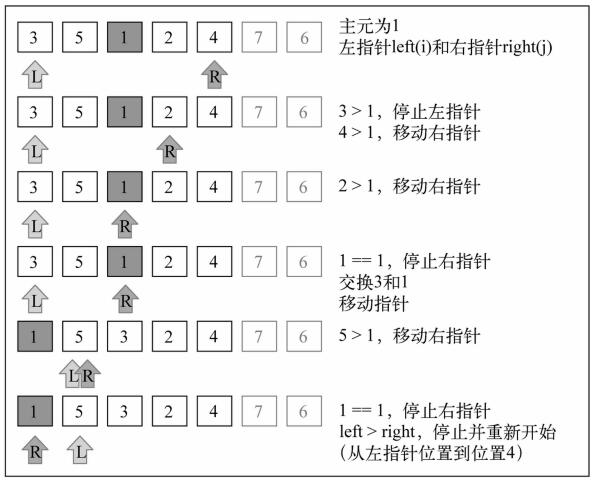 主元为1
左指针left(i)和右指针right(j)
3 5 1 2 4 7 6
L R
3 > 1，停止左指针
4 > 1，移动右指针
3 5 1 2 4 7 6
L R
2 > 1，移动右指针
3 5 1 2 4 7 6
L R
1 == 1，停止右指针
交换3和1
移动指针
3 5 1 2 4 7 6
L R
5 > 1，移动右指针
1 5 3 2 4 7 6
L R
1 == 1，停止右指针
left > right，停止并重新开始
（从左指针位置到位置4）
1 5 3 2 4 7 6
R L